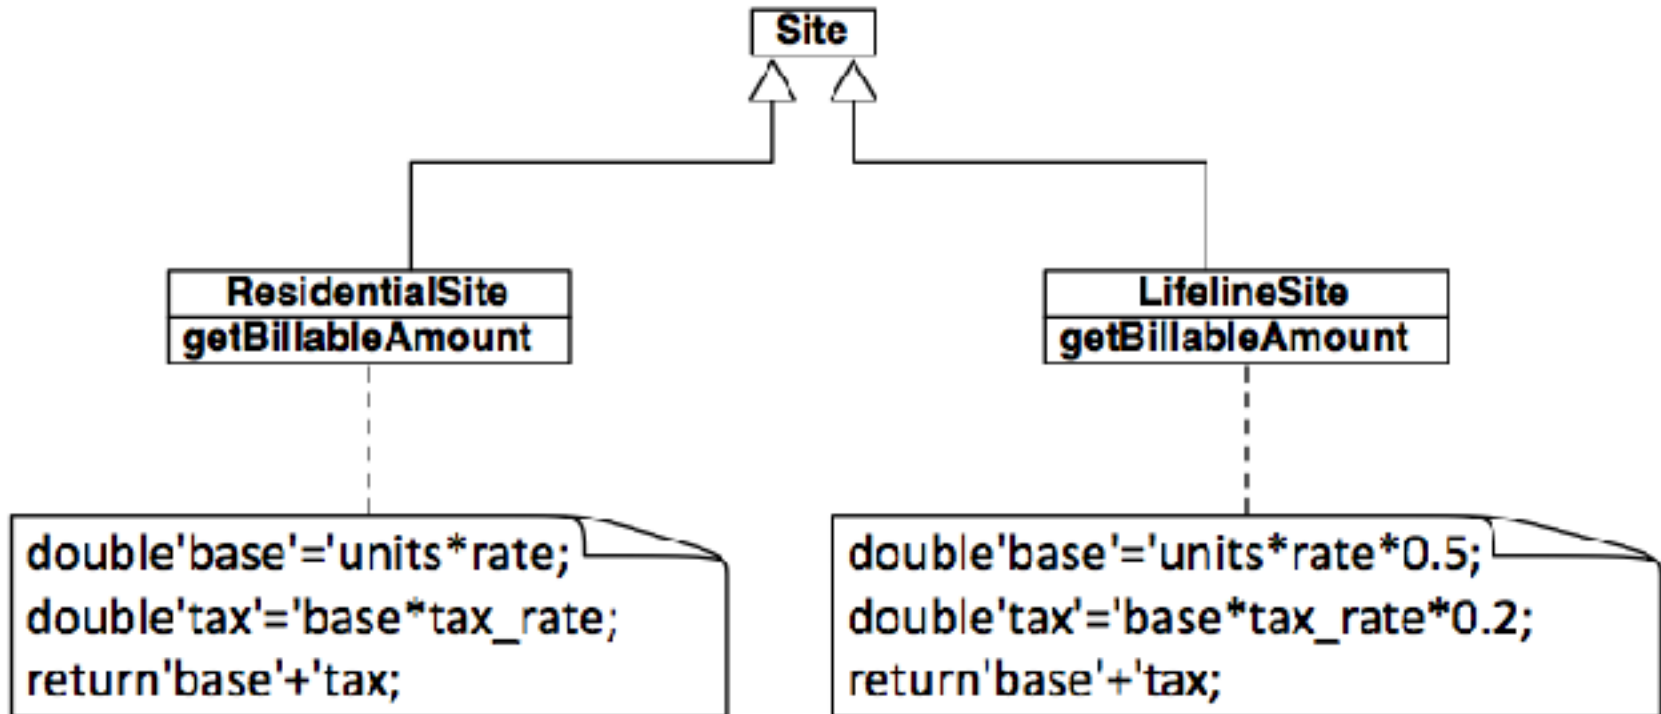 Site
ResidentialSite
getBillableAmount
LifelineSite
getBillableAmount
double'base'='units*rate;
double'tax'='base*tax_rate;
return'base'+'tax;
double'base'='units*rate*0.5;
double'tax'='base*tax_rate*0.2;
return'base'+'tax;